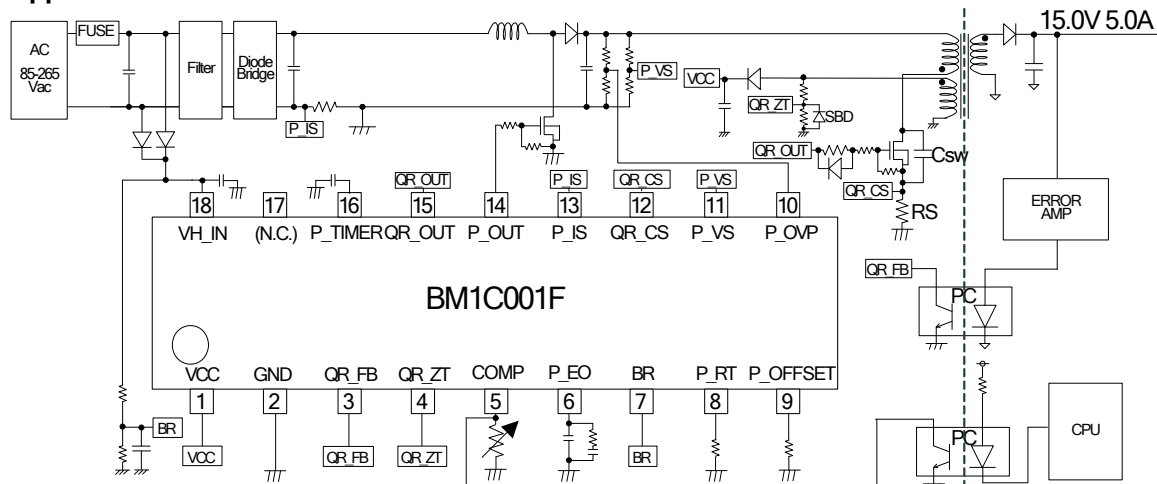 15.0V 5.0A
AC
85-265
Vac
FUSE
Filter
Diode
Bridge
P_IS
P_VS
VCC
QR_ZT
SBD
QR_OUT
Csw
QR_CS
RS
ERROR
AMP
QR_OUT
P_IS
QR_CS
P_VS
18
17
16
15
14
13
12
11
10
VH_IN
(N.C.)
P_TIMER
QR_OUT
P_OUT
P_IS
QR_CS
P_VS
P_OVP
QR_FB
PC
BM1C001F
VCC
GND
QR_FB
QR_ZT
COMP
P_EO
BR
P_RT
P_OFFSET
1
2
3
4
5
6
7
8
9
BR
VCC
QR_FB
QR_ZT
BR
PC
CPU